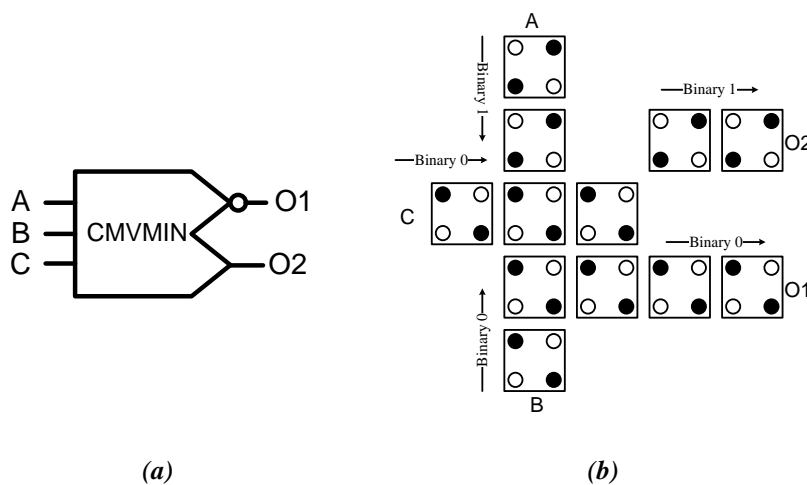 A
B
C
CMVMIN
O1
O2
(a)
A
Binary 1
Binary 1
O2
Binary 0
C
Binary 0
O1
Binary 0
B
(b)